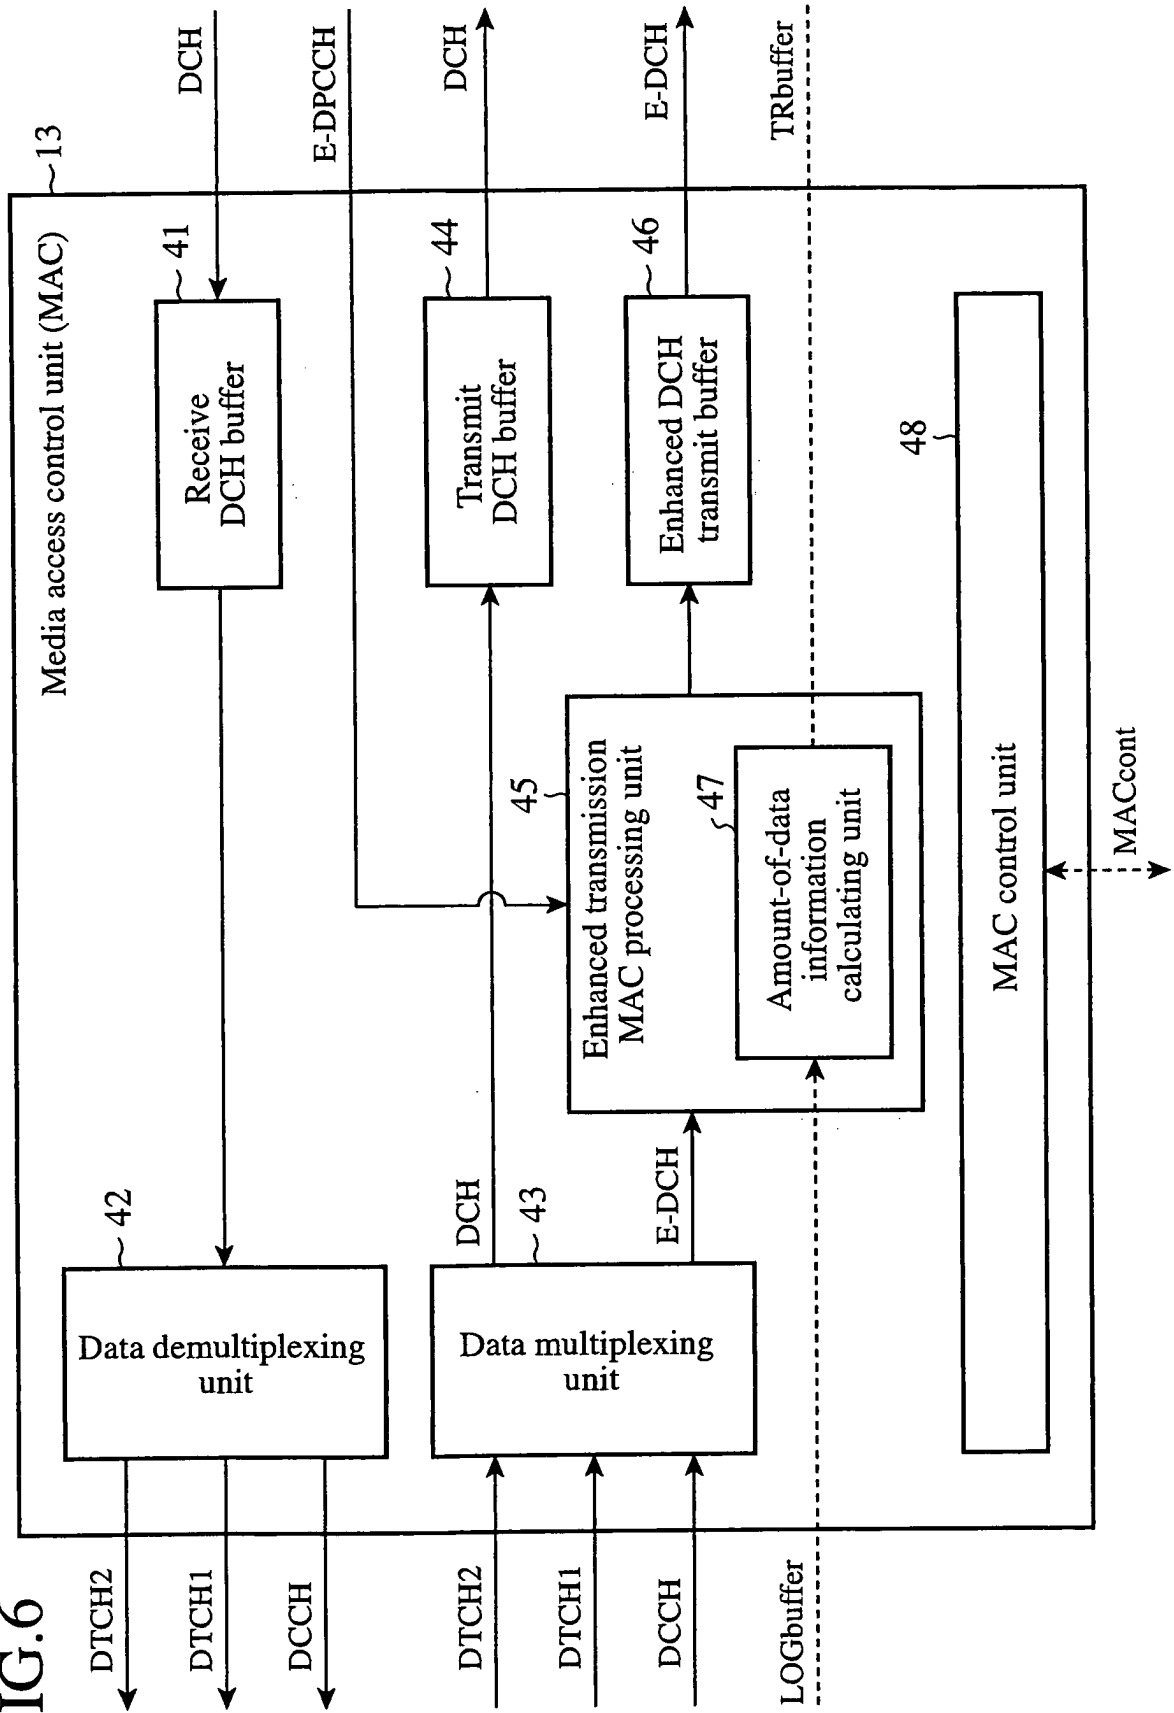 IG.6
Media access control unit (MAC)
13
DTCH2
DTCH1
DCCH
42
Data demultiplexing
unit
41
Receive
DCH buffer
DCH
E-DPCCH
DTCH2
DTCH1
DCCH
43
Data multiplexing
unit
DCH
E-DCH
44
Transmit
DCH buffer
DCH
45
Enhanced transmission
MAC processing unit
47
Amount-of-data
information
calculating unit
46
Enhanced DCH
transmit buffer
E-DCH
LOGbuffer
TRbuffer
48
MAC control unit
MACcont